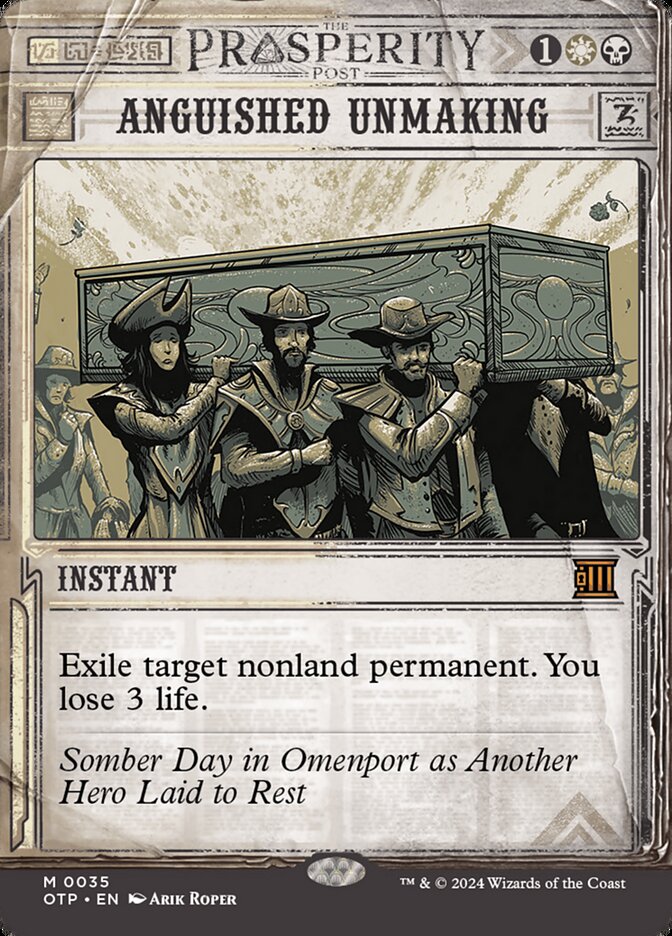 THE
PROSPERITY
POST
1
ANGUISHED UNMAKING
INSTANT
Exile target nonland permanent. You
lose 3 life.
Somber Day in Omenport as Another
Hero Laid to Rest
M 0035
OTP • EN Arik Roper
™ & © 2024 Wizards of the Coast